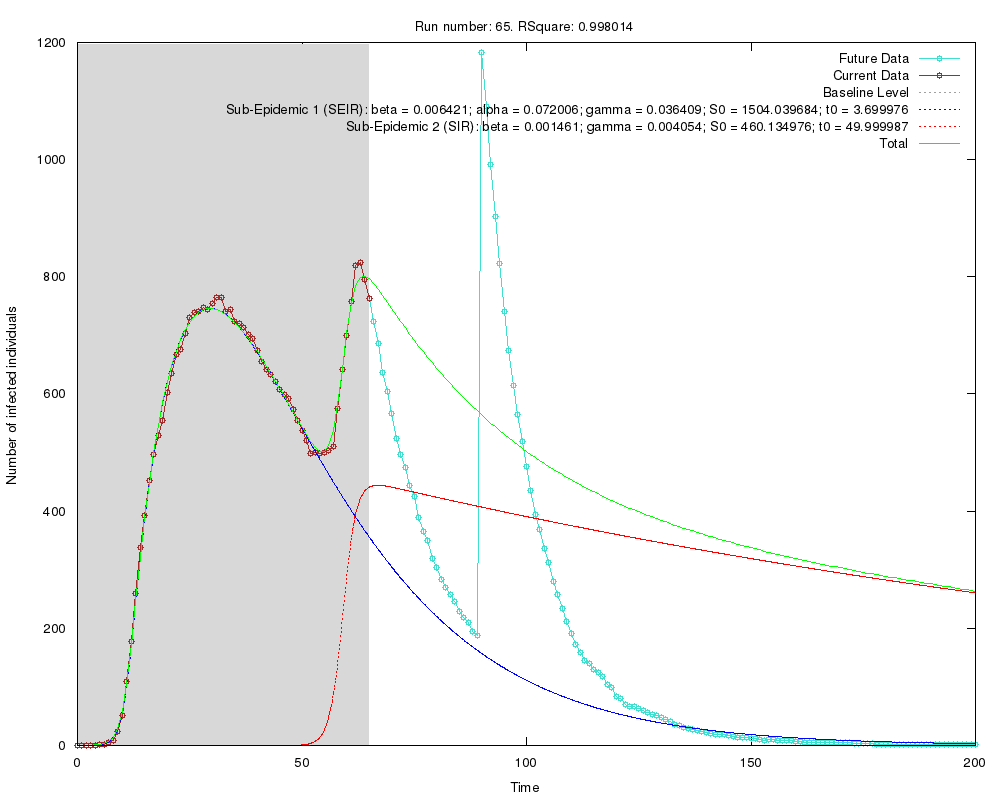 Run number: 65. RSquare: 0.998014
1200
1000
800
600
400
200
0
Number of infected individuals
Future Data
Current Data
Baseline Level
Sub-Epidemic 1 (SEIR): beta = 0.006421; alpha = 0.072006; gamma = 0.036409; S0 = 1504.039684; t0 = 3.699976
Sub-Epidemic 2 (SIR): beta = 0.001461; gamma = 0.004054; S0 = 460.134976; t0 = 49.999987
Total
0
50
100
150
200
Time